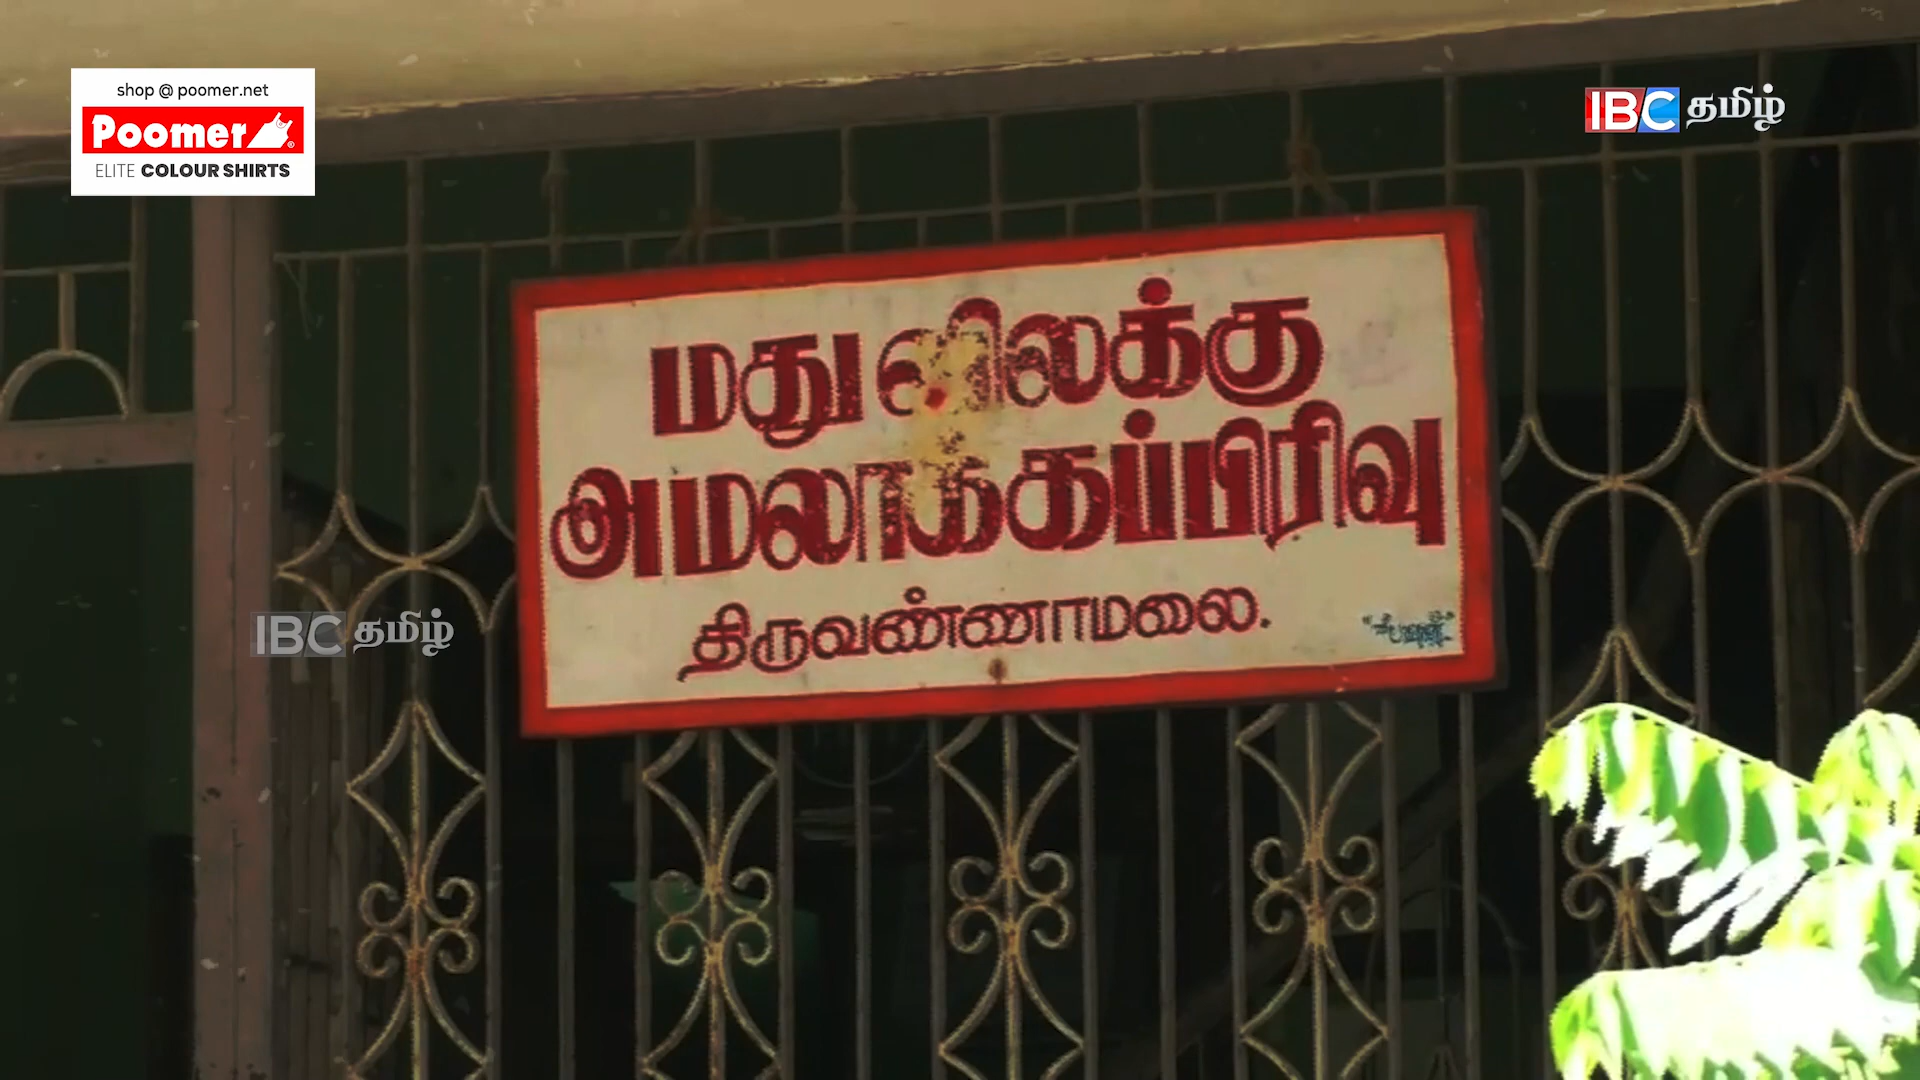 shop @ poomer.net
Poomer
ELITE COLOUR SHIRTS
IBC தமிழ்
மது விலக்கு
அமலாக்கப்பிரிவு
திருவண்ணாமலை.
IBC தமிழ்